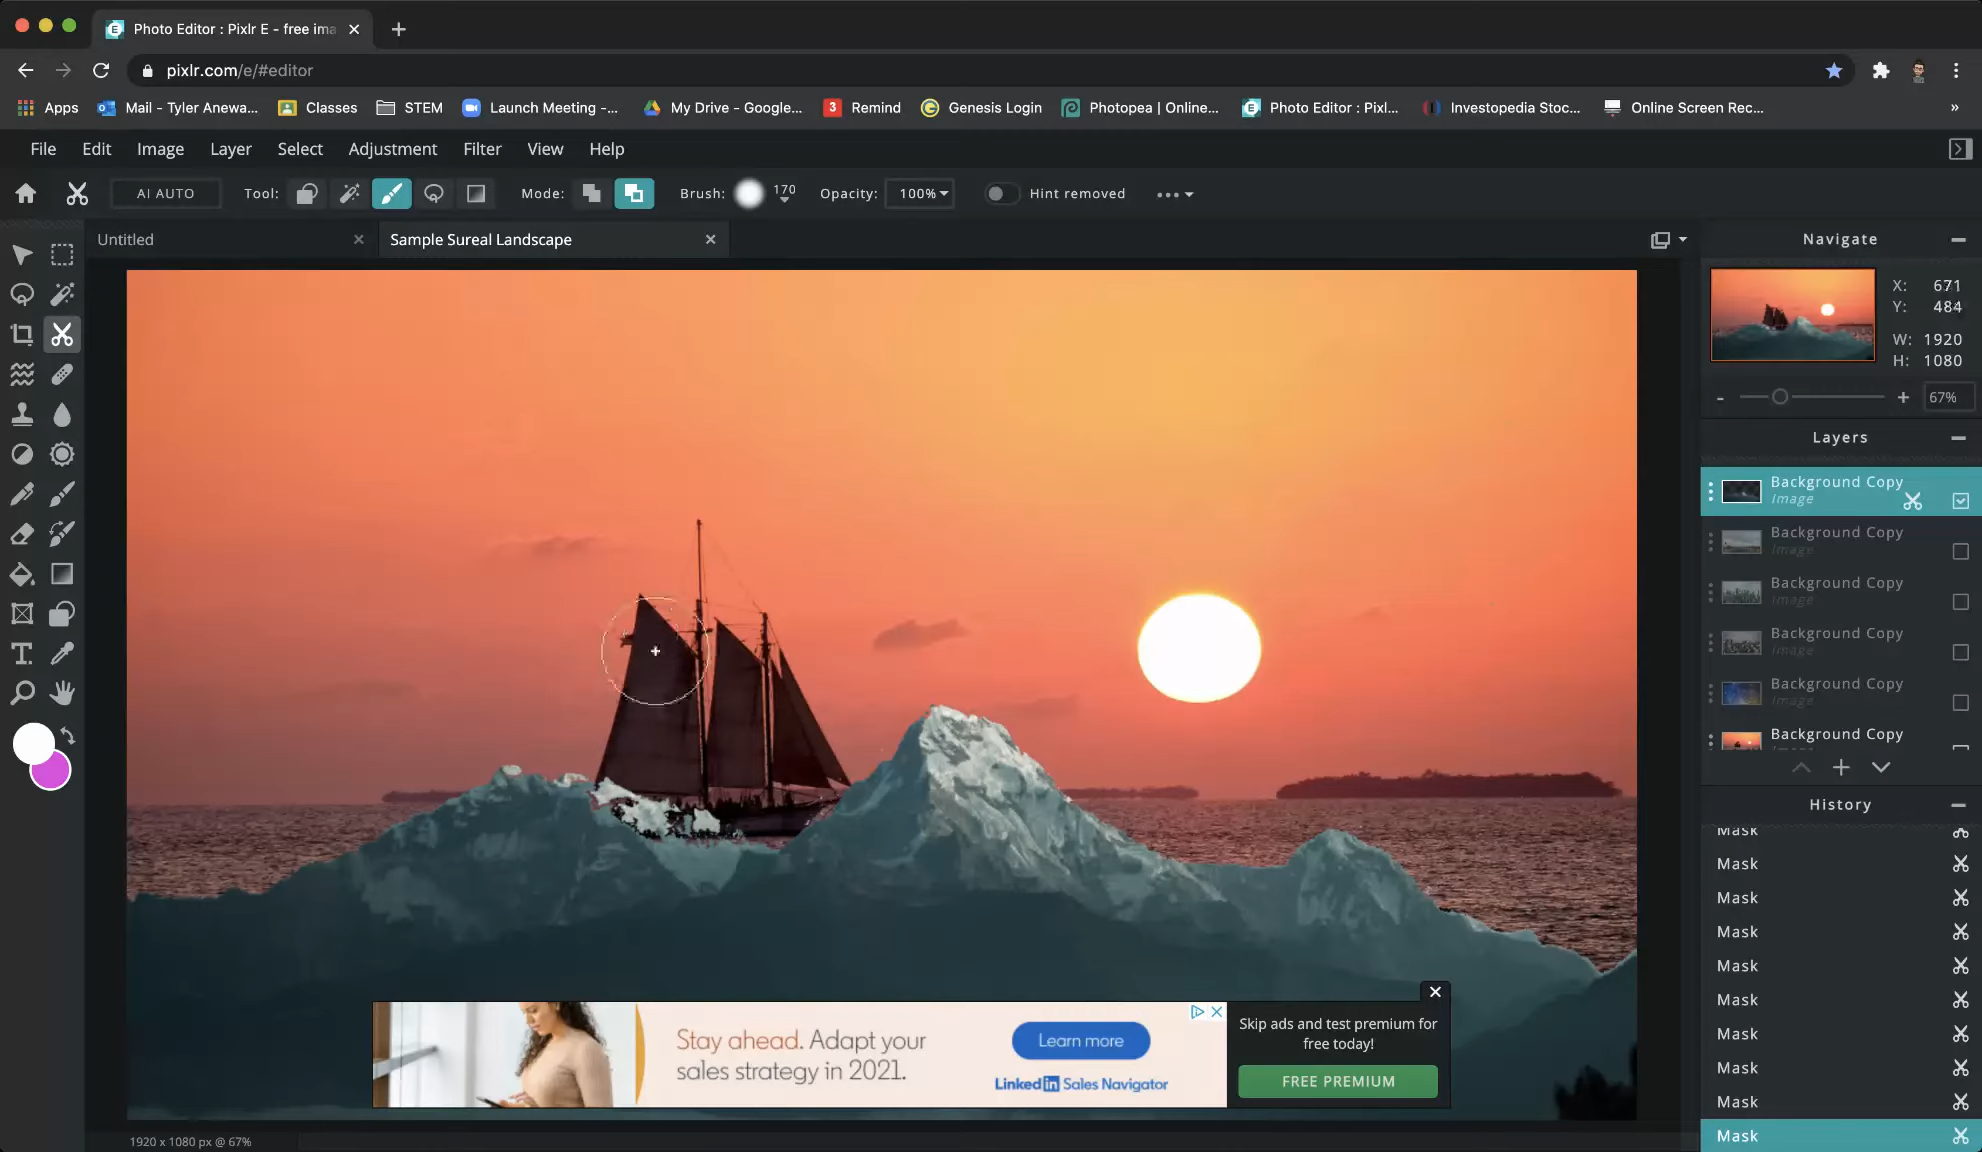 Photo Editor : Pixlr E - free ima
pixlr.com/e/#editor
Apps Mail - Tyler Anewa... Classes STEM Launch Meeting -... My Drive - Google... Remind Genesis Login Photopea | Online... Photo Editor : Pixl... Investopedia Stoc... Online Screen Rec... »
File Edit Image Layer Select Adjustment Filter View Help
AI AUTO Tool: Mode: Brush: 170 Opacity: 100% Hint removed
Untitled Sample Sureal Landscape
Navigate
X: 671
Y: 484
W: 1920
H: 1080
67%
Layers
Background Copy
Image
Background Copy
Image
Background Copy
Image
Background Copy
Image
Background Copy
Image
Background Copy
History
Mask
Mask
Mask
Mask
Mask
Mask
Mask
Mask
Mask
Mask
Stay ahead. Adapt your
sales strategy in 2021.
Learn more
Linked in Sales Navigator
Skip ads and test premium for
free today!
FREE PREMIUM
1920 x 1080 px @ 67%